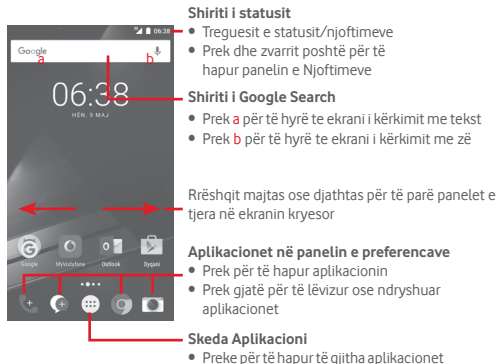 06:38
Google
a
b
06:38
HËN, 9 MAJ
Google
MyVodafone
Outlook
Dyqani
Shiriti i statusit
• Treguesit e statusit/njoftimeve
• Prek dhe zvarrit poshtë për të
hapur panelin e Njoftimeve
Shiriti i Google Search
• Prek a për të hyrë te ekrani i kërkimit me tekst
• Prek b për të hyrë te ekrani i kërkimit me zë
Rrëshqit majtas ose djathtas për të parë panelet e
tjera në ekranin kryesor
Aplikacionet në panelin e preferencave
• Prek për të hapur aplikacionin
• Prek gjatë për të lëvizur ose ndryshuar
aplikacionet
Skeda Aplikacioni
• Preke për të hapur të gjitha aplikacionet